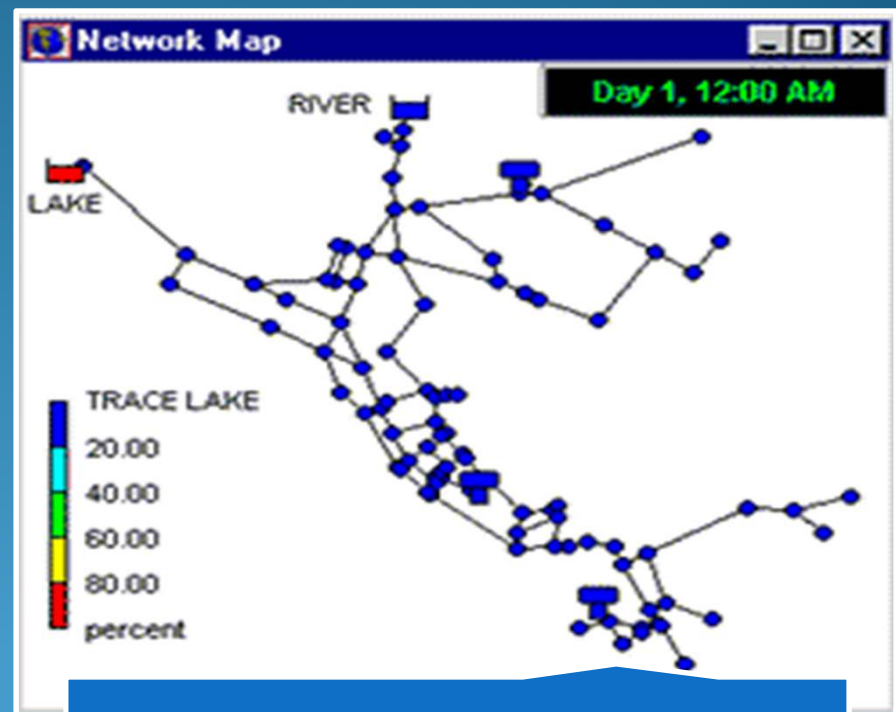 Network Map
Day 1, 12:00 AM
RIVER
LAKE
TRACE LAKE
20.00
40.00
60.00
80.00
percent